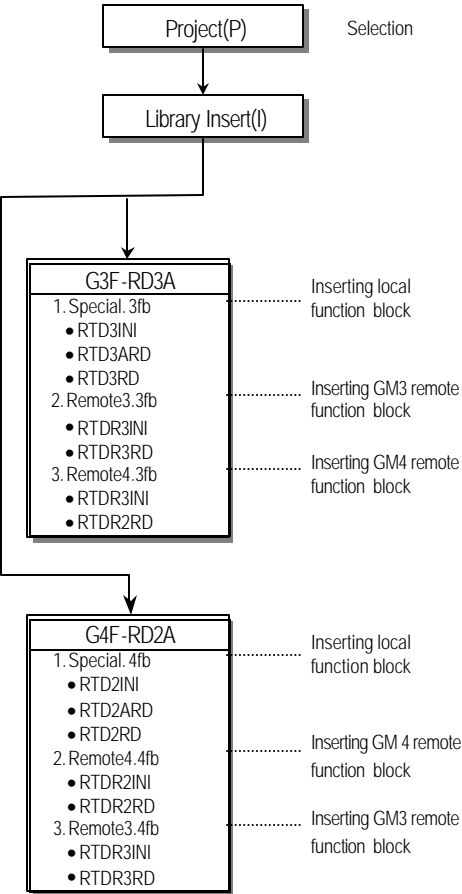 Project(P)
Selection
Library Insert(I)
G3F-RD3A
1. Special. 3fb
• RTD3INI
• RTD3ARD
• RTD3RD
2. Remote3.3fb
• RTDR3INI
• RTDR3RD
3. Remote4.3fb
• RTDR3INI
• RTDR2RD
Inserting local
function block
Inserting GM3 remote
function block
Inserting GM4 remote
function block
G4F-RD2A
1. Special. 4fb
• RTD2INI
• RTD2ARD
• RTD2RD
2. Remote4.4fb
• RTDR2INI
• RTDR2RD
3. Remote3.4fb
• RTDR3INI
• RTDR3RD
Inserting local
function block
Inserting GM 4 remote
function block
Inserting GM3 remote
function block